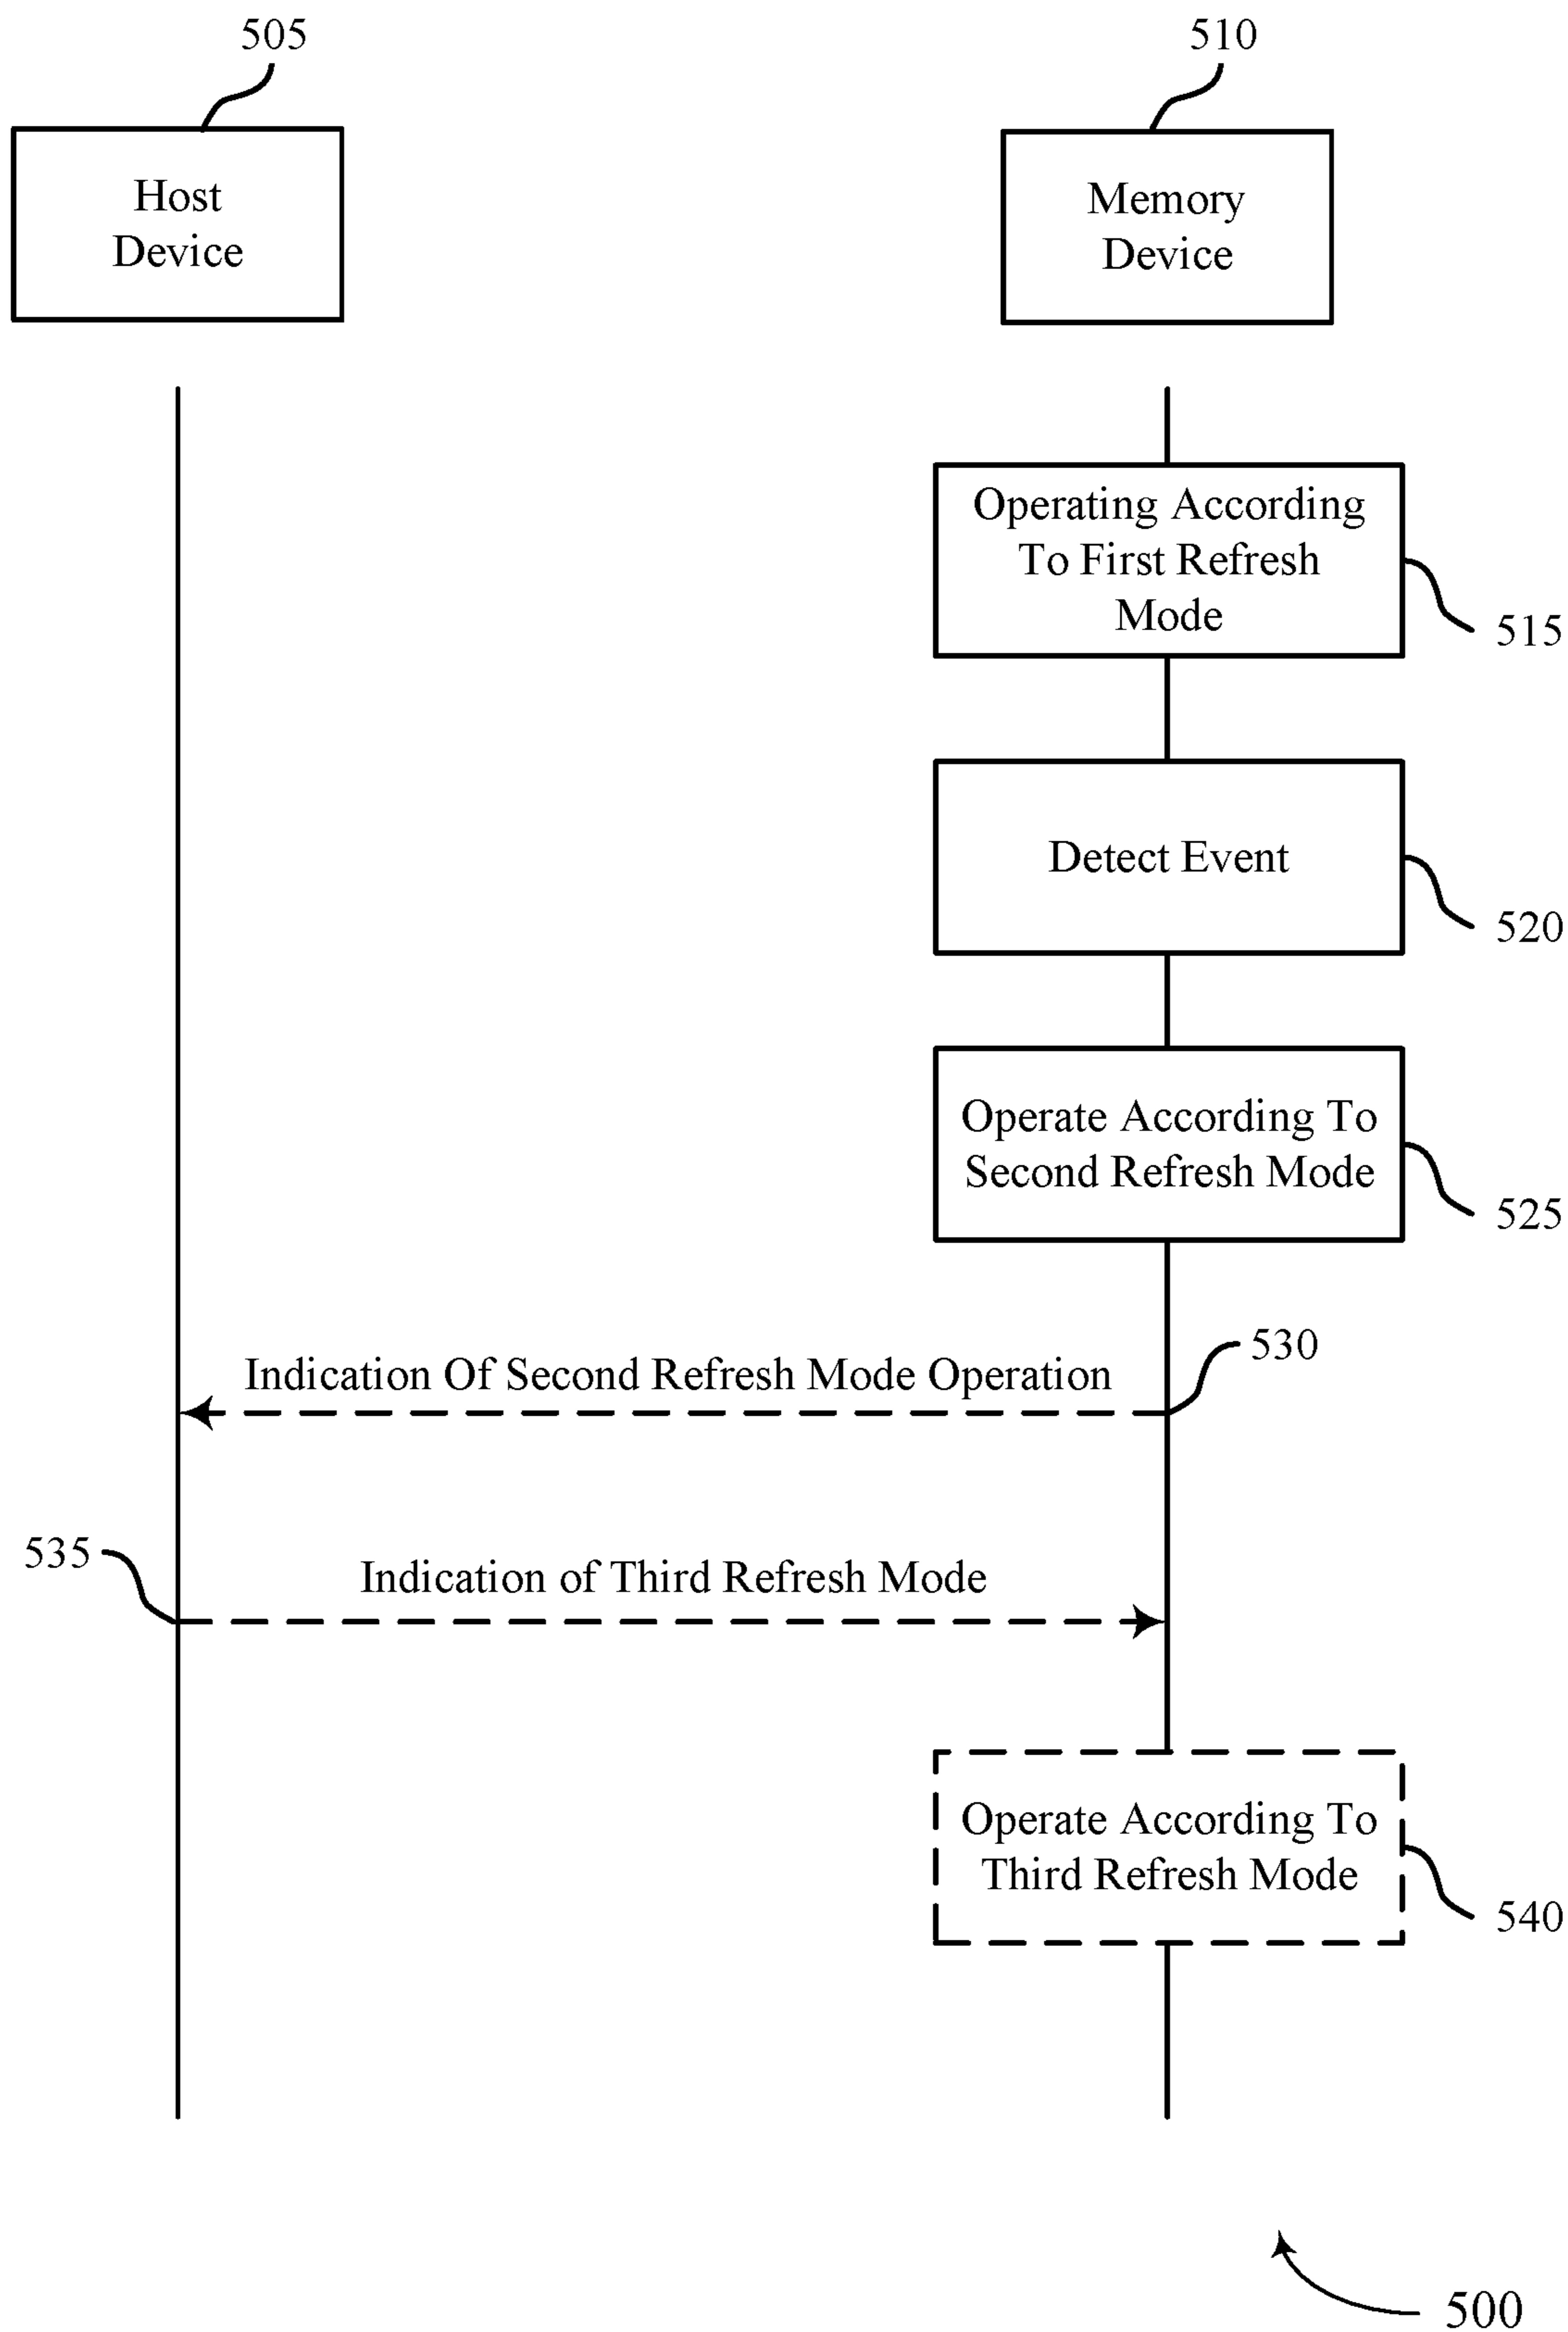 505
510
Host
Device
Memory
Device
Operating According
To First Refresh
Mode
515
Detect Event
520
Operate According To
Second Refresh Mode
525
530
Indication Of Second Refresh Mode Operation
535
Indication of Third Refresh Mode
Operate According To
Third Refresh Mode
540
500